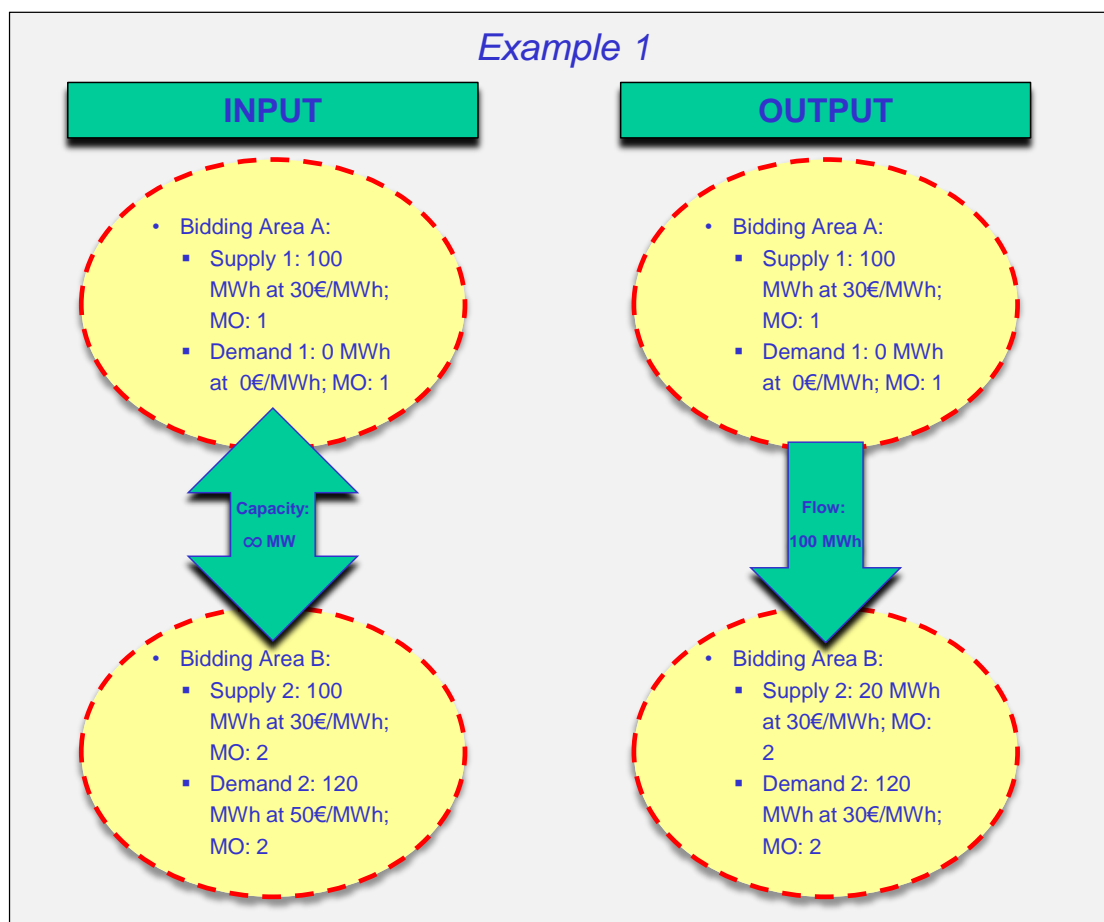 Example 1
INPUT
• Bidding Area A:
▪ Supply 1: 100
MWh at 30€/MWh;
MO: 1
▪ Demand 1: 0 MWh
at 0€/MWh; MO: 1
Capacity:
∞ MW
• Bidding Area B:
▪ Supply 2: 100
MWh at 30€/MWh;
MO: 2
▪ Demand 2: 120
MWh at 50€/MWh;
MO: 2
OUTPUT
• Bidding Area A:
▪ Supply 1: 100
MWh at 30€/MWh;
MO: 1
▪ Demand 1: 0 MWh
at 0€/MWh; MO: 1
Flow:
100 MWh
• Bidding Area B:
▪ Supply 2: 20 MWh
at 30€/MWh; MO:
2
▪ Demand 2: 120
MWh at 30€/MWh;
MO: 2